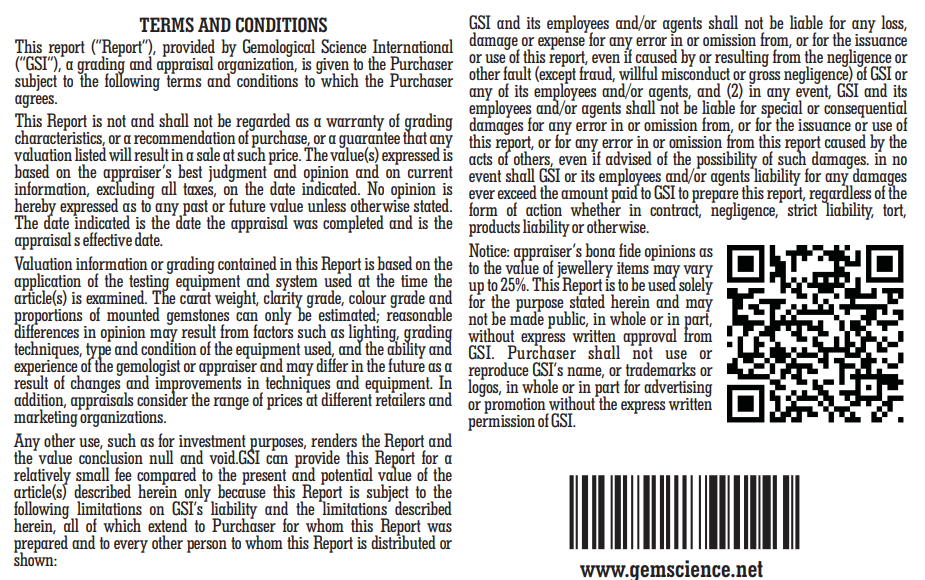 TERMS AND CONDITIONS
This report ("Report"), provided by Gemological Science International
("GSI"), a grading and appraisal organization, is given to the Purchaser
subject to the following terms and conditions to which the Purchaser
agrees.
This Report is not and shall not be regarded as a warranty of grading
characteristics, or a recommendation of purchase, or a guarantee that any
valuation listed will result in a sale at such price. The value(s) expressed is
based on the appraiser's best judgment and opinion and on current
information, excluding all taxes, on the date indicated. No opinion is
hereby expressed as to any past or future value unless otherwise stated.
The date indicated is the date the appraisal was completed and is the
appraisal s effective date.
Valuation information or grading contained in this Report is based on the
application of the testing equipment and system used at the time the
article(s) is examined. The carat weight, clarity grade, colour grade and
proportions of mounted gemstones can only be estimated; reasonable
differences in opinion may result from factors such as lighting, grading
techniques, type and condition of the equipment used, and the ability and
experience of the gemologist or appraiser and may differ in the future as a
result of changes and improvements in techniques and equipment. In
addition, appraisals consider the range of prices at different retailers and
marketing organizations.
Any other use, such as for investment purposes, renders the Report and
the value conclusion null and void.GSI can provide this Report for a
relatively small fee compared to the present and potential value of the
article(s) described herein only because this Report is subject to the
following limitations on GSI's liability and the limitations described
herein, all of which extend to Purchaser for whom this Report was
prepared and to every other person to whom this Report is distributed or
shown:
GSI and its employees and/or agents shall not be liable for any loss,
damage or expense for any error in or omission from, or for the issuance
or use of this report, even if caused by or resulting from the negligence or
other fault (except fraud, willful misconduct or gross negligence) of GSI or
any of its employees and/or agents, and (2) in any event, GSI and its
employees and/or agents shall not be liable for special or consequential
damages for any error in or omission from, or for the issuance or use of
this report, or for any error in or omission from this report caused by the
acts of others, even if advised of the possibility of such damages. in no
event shall GSI or its employees and/or agents liability for any damages
ever exceed the amount paid to GSI to prepare this report, regardless of the
form of action whether in contract, negligence, strict liability, tort,
products liability or otherwise.
Notice: appraiser's bona fide opinions as
to the value of jewellery items may vary
up to 25%. This Report is to be used solely
for the purpose stated herein and may
not be made public, in whole or in part,
without express written approval from
GSI. Purchaser shall not use or
reproduce GSI's name, or trademarks or
logos, in whole or in part for advertising
or promotion without the express written
permission of GSI.
www.gemscience.net